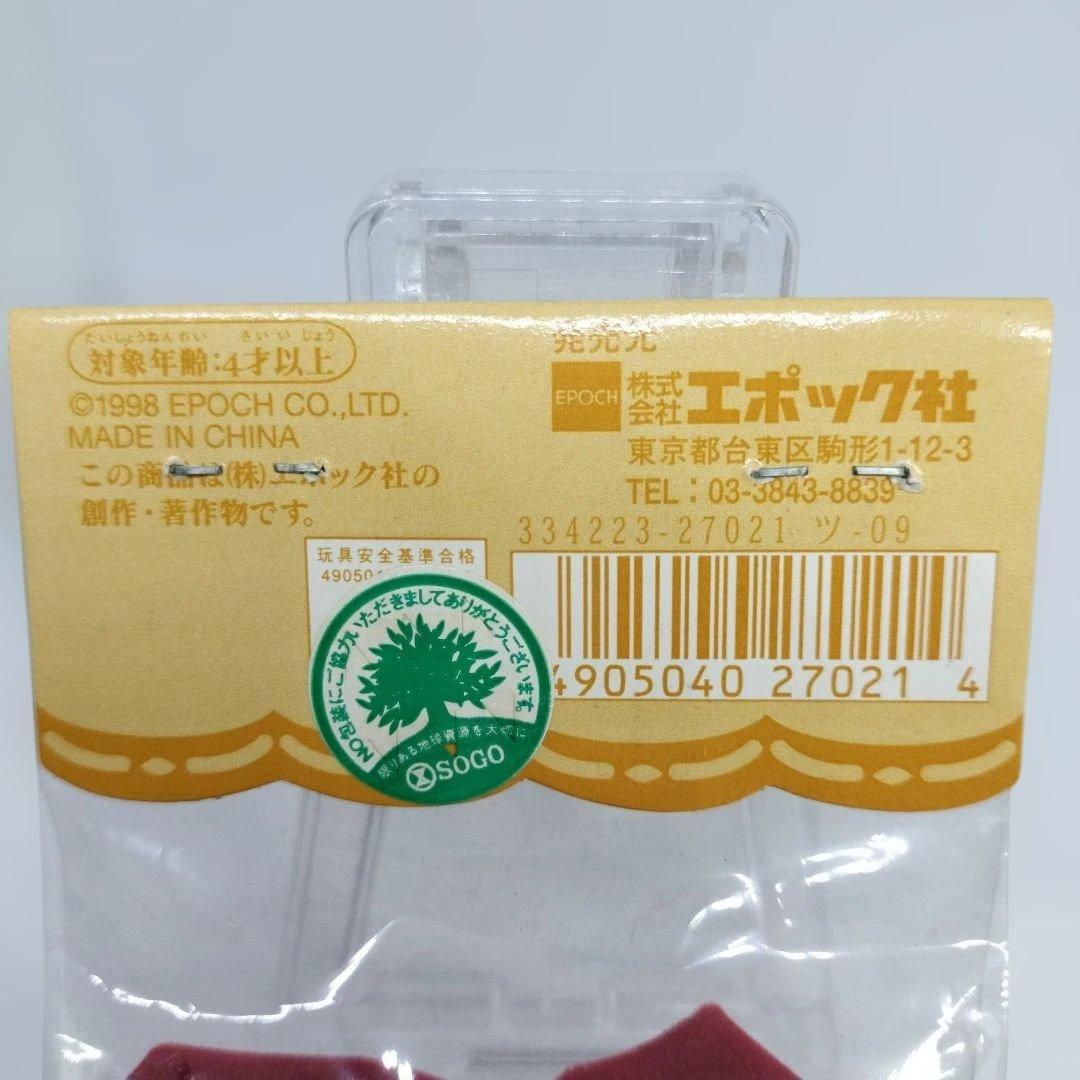 たいしょうねんれい さいいじょう
対象年齢:4才以上
©1998 EPOCH CO.,LTD.
MADE IN CHINA
この商品は(株)エポック社の
創作・著作物です。
発売元
EPOCH
株式会社
エポック社
東京都台東区駒形1-12-3
TEL:03-3843-8839
334223-27021 ツ-09
玩具安全基準合格
4905040 27021 4
NO包装にご協力いただきましてありがとうございます。
限りある地球資源を大切に
SOGO